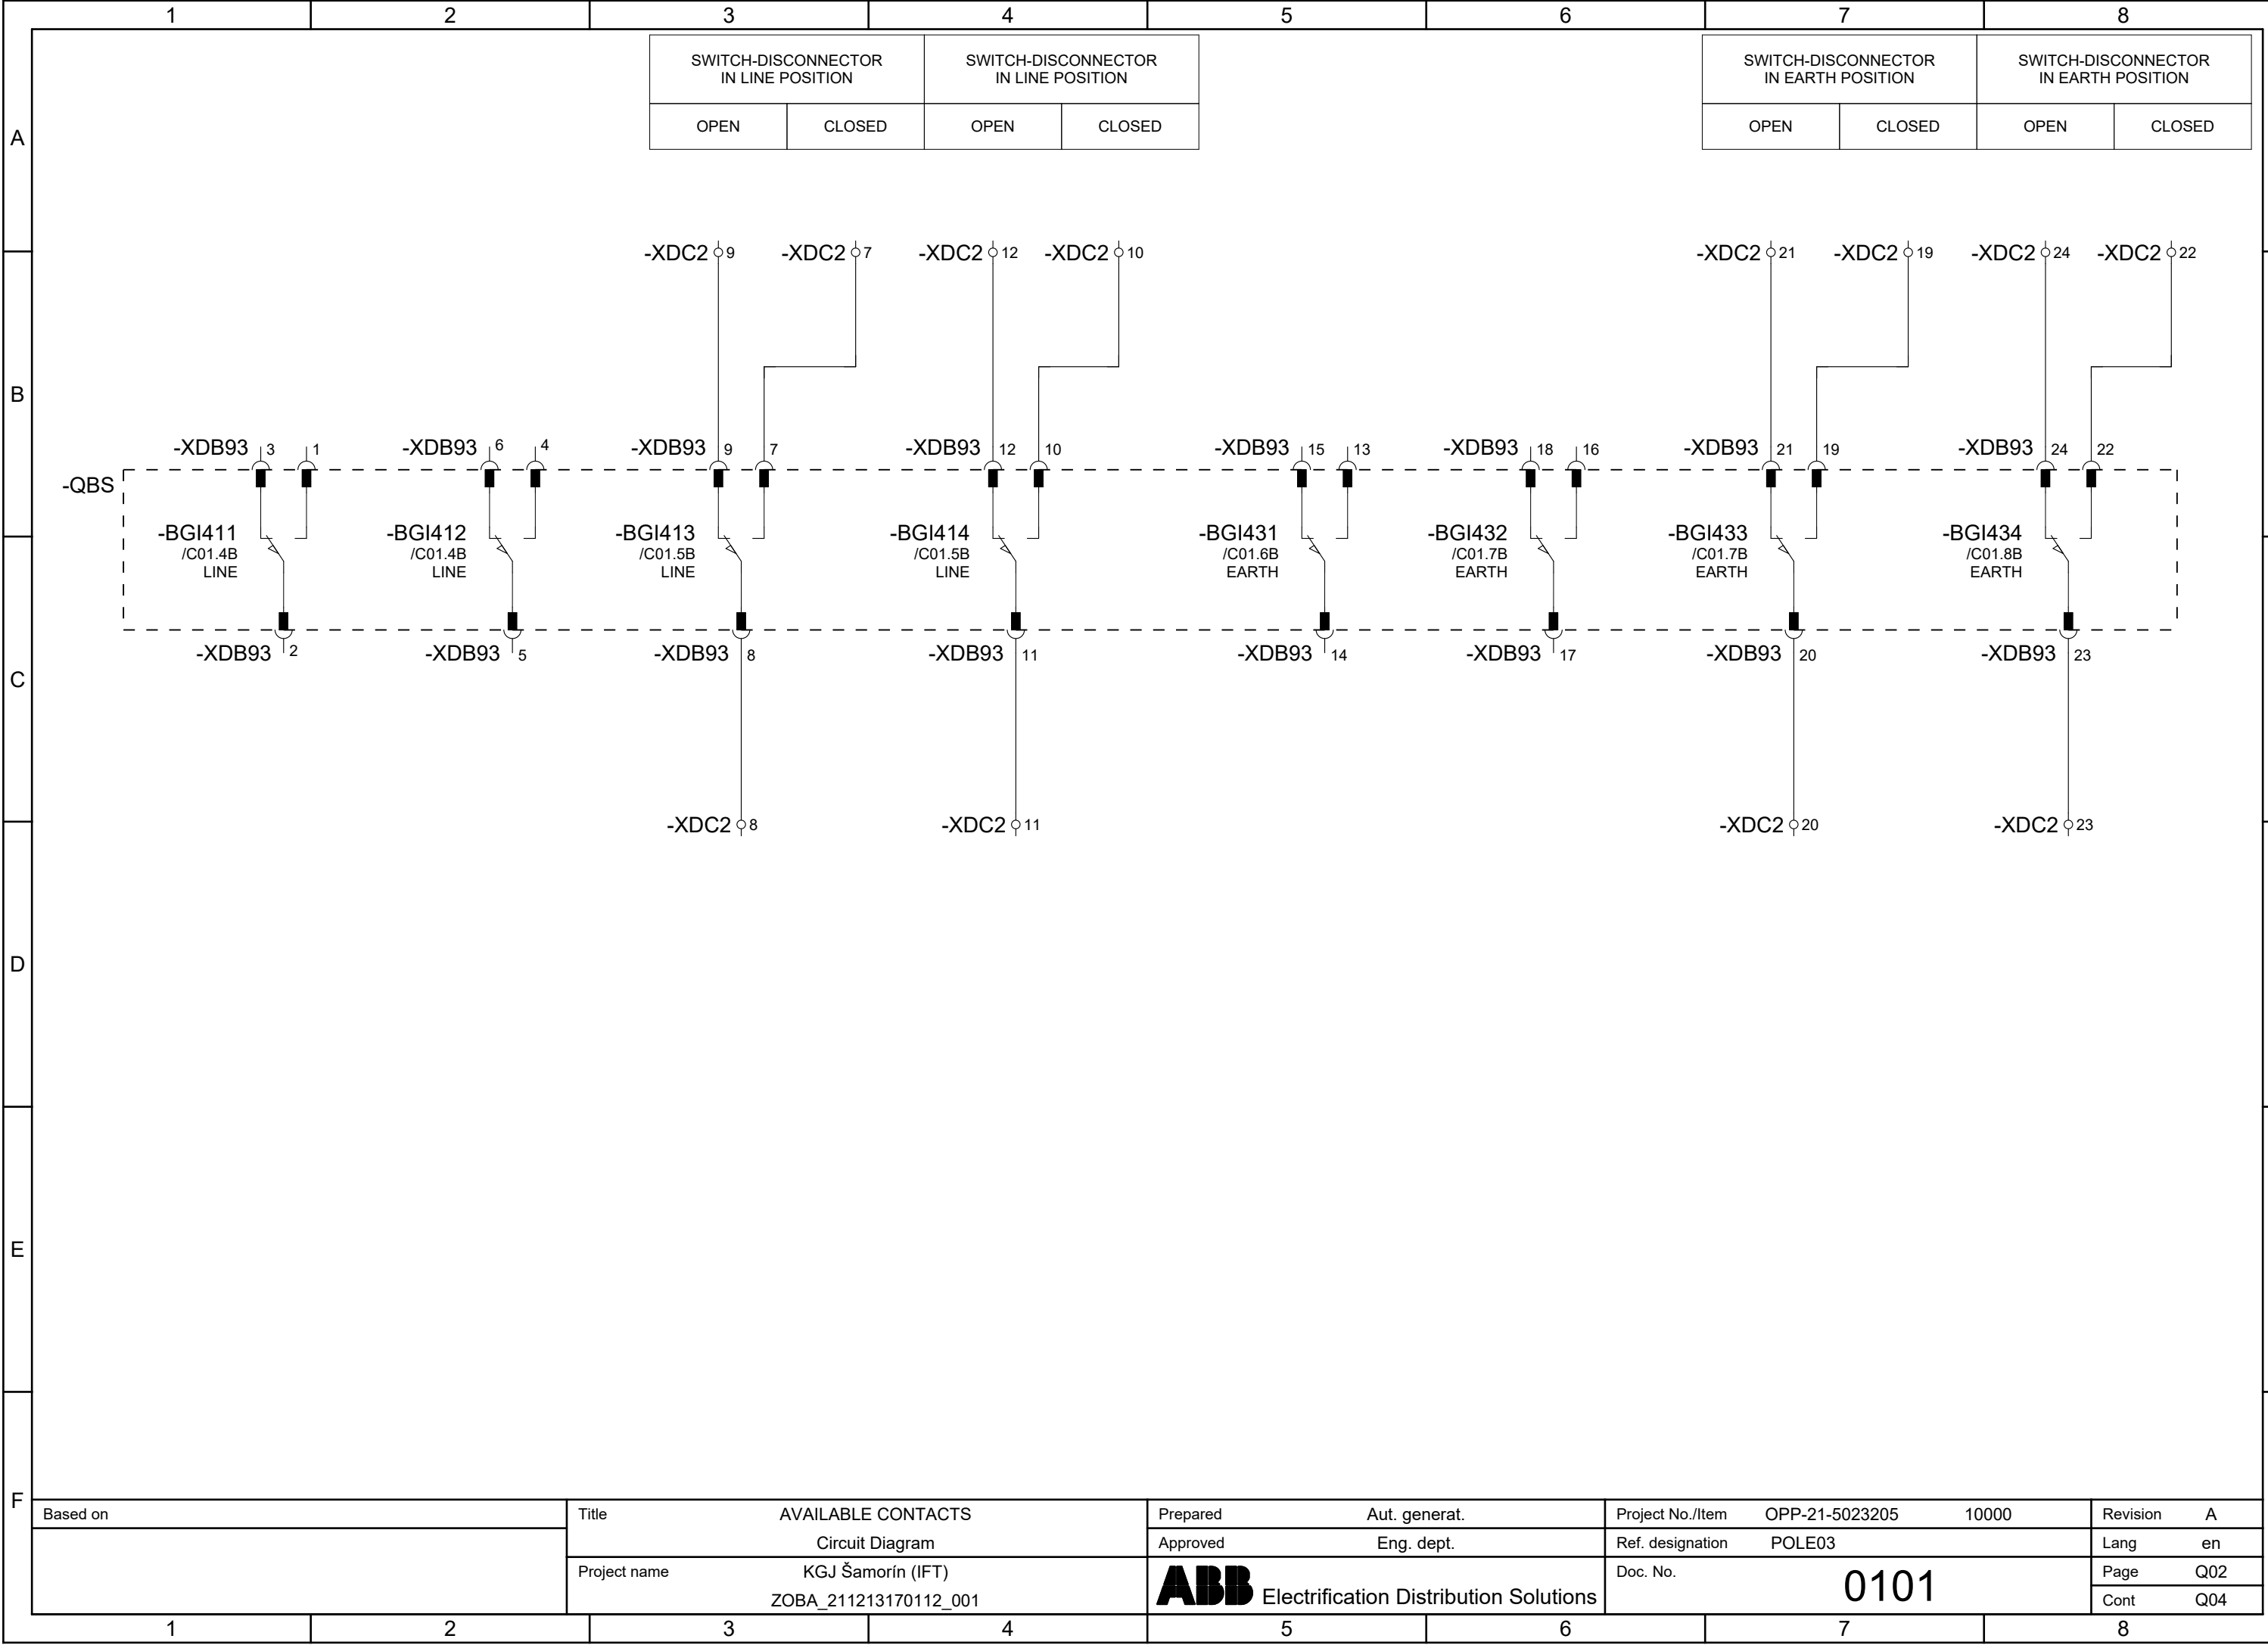 1 2 3 4 5 6 7 8
SWITCH-DISCONNECTOR
IN LINE POSITION
SWITCH-DISCONNECTOR
IN LINE POSITION
SWITCH-DISCONNECTOR
IN EARTH POSITION
SWITCH-DISCONNECTOR
IN EARTH POSITION
OPEN CLOSED OPEN CLOSED OPEN CLOSED OPEN CLOSED
A
-XDC2 9 -XDC2 7 -XDC2 12 -XDC2 10 -XDC2 21 -XDC2 19 -XDC2 24 -XDC2 22
B
-XDB93 3 1 -XDB93 6 4 -XDB93 9 7 -XDB93 12 10 -XDB93 15 13 -XDB93 18 16 -XDB93 21 19 -XDB93 24 22
-QBS
-BGI411 -BGI412 -BGI413 -BGI414 -BGI431 -BGI432 -BGI433 -BGI434
/C01.4B /C01.4B /C01.5B /C01.5B /C01.6B /C01.7B /C01.7B /C01.8B
LINE LINE LINE LINE EARTH EARTH EARTH EARTH
-XDB93 2 -XDB93 5 -XDB93 8 -XDB93 11 -XDB93 14 -XDB93 17 -XDB93 20 -XDB93 23
C
-XDC2 8 -XDC2 11 -XDC2 20 -XDC2 23
D
E
F
Based on
Title AVAILABLE CONTACTS
Circuit Diagram
Project name KGJ Šamorín (IFT)
ZOBA_211213170112_001
Prepared Aut. generat.
Approved Eng. dept.
ABB Electrification Distribution Solutions
Project No./Item OPP-21-5023205 10000
Ref. designation POLE03
Doc. No. 0101
Revision A
Lang en
Page Q02
Cont Q04
1 2 3 4 5 6 7 8